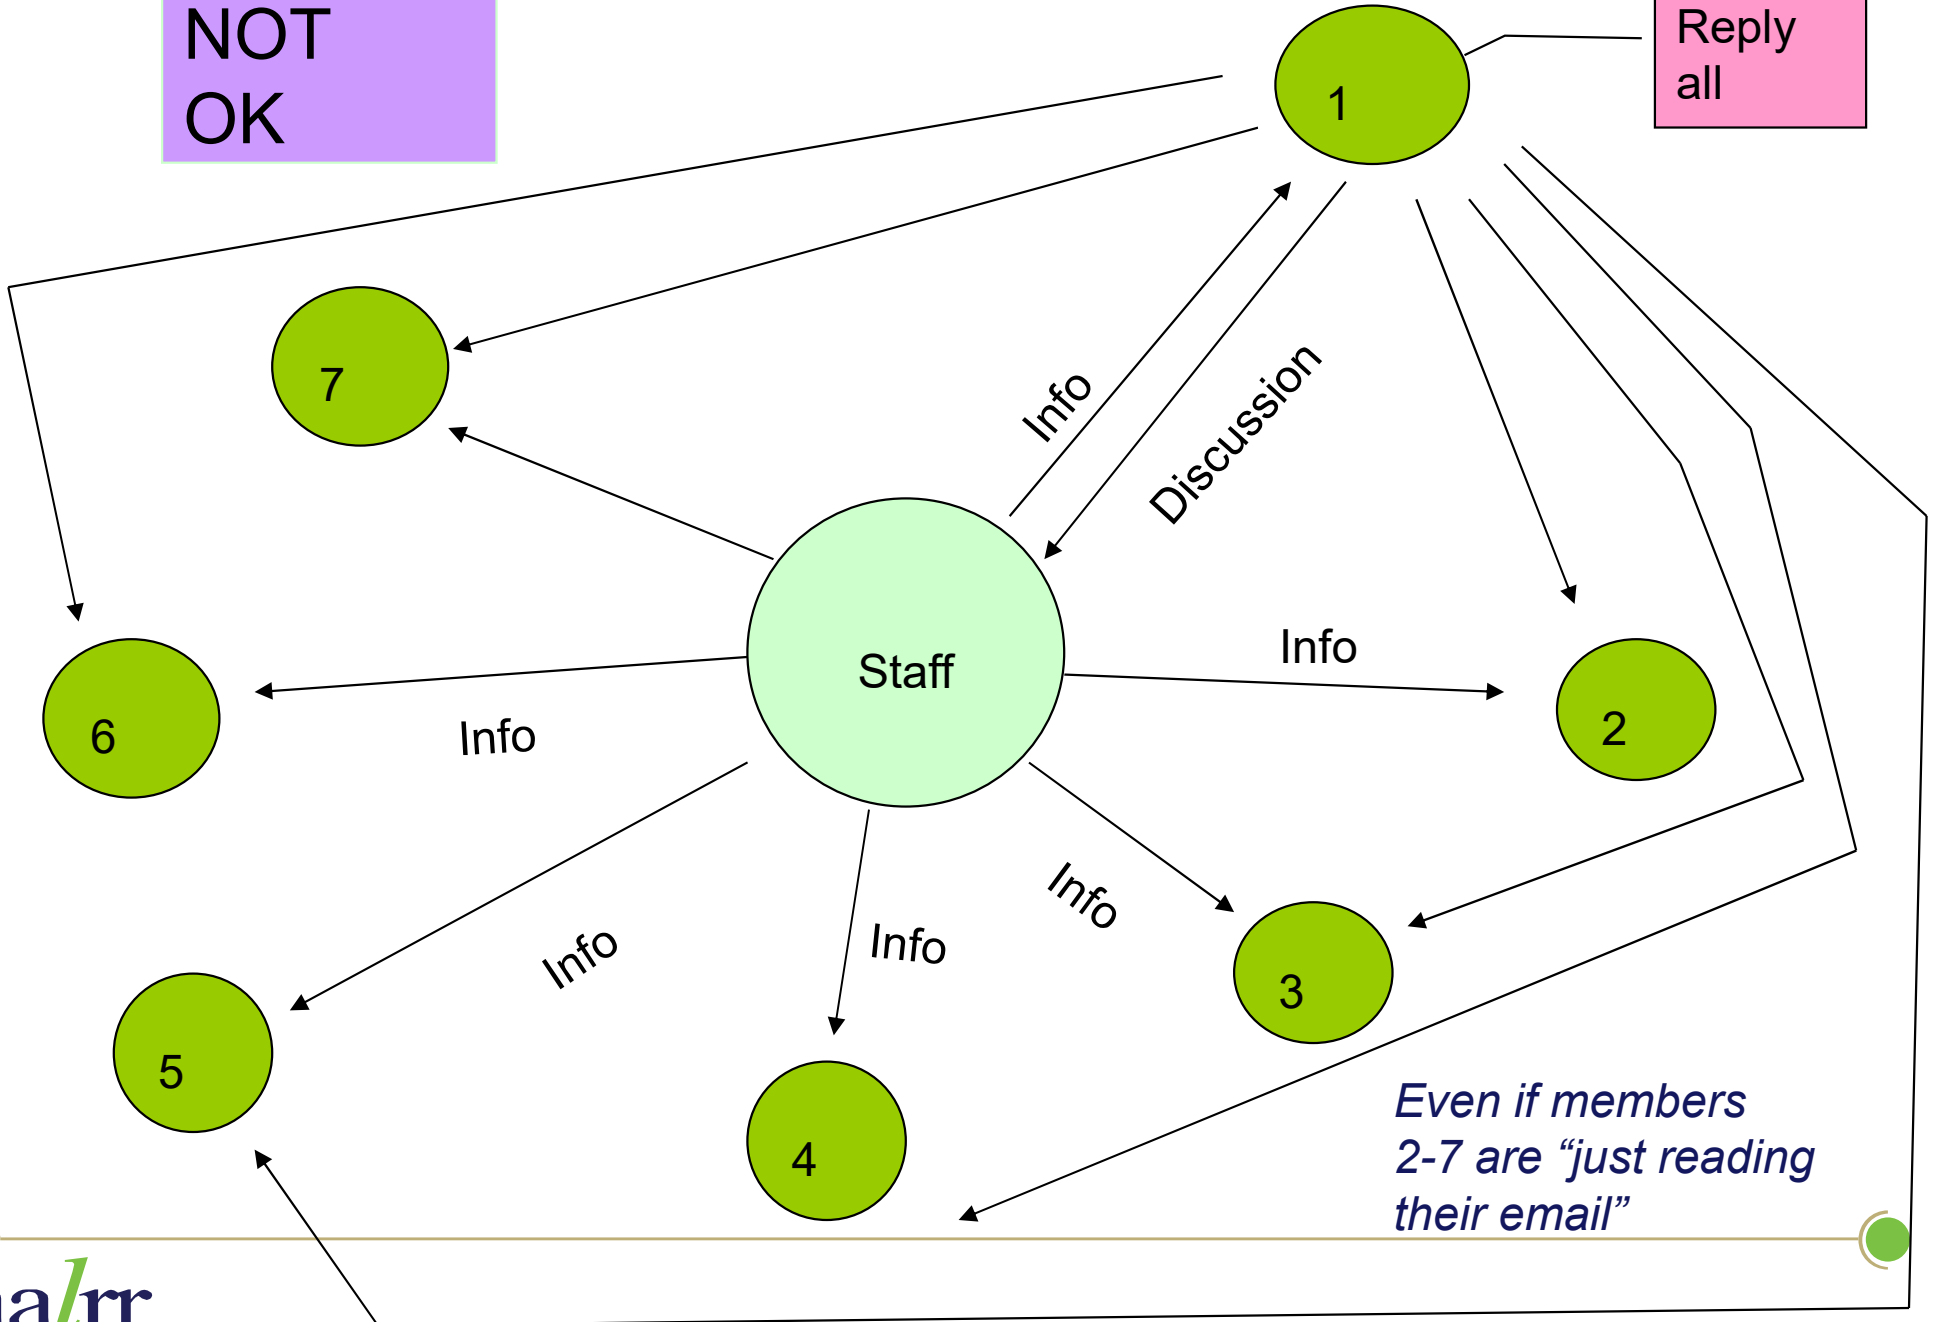 NOT
OK
Reply
all
1
7
Info
Discussion
Staff
Info
2
6
Info
Info
Info
Info
3
5
4
Even if members
2-7 are “just reading
their email”